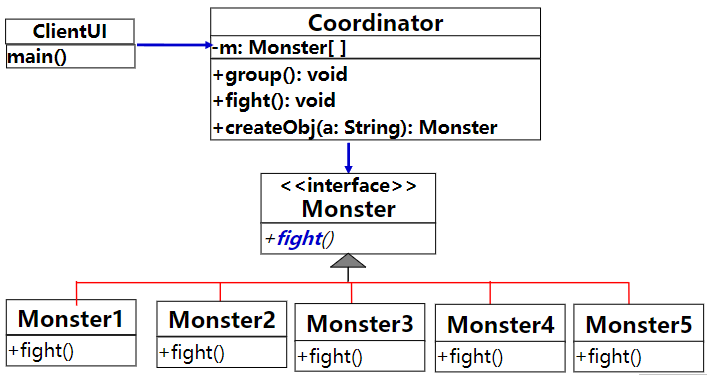 ClientUI
main()
Coordinator
-m: Monster[ ]
+group(): void
+fight(): void
+createObj(a: String): Monster
<<interface>>
Monster
+fight()
Monster1
+fight()
Monster2
+fight()
Monster3
+fight()
Monster4
+fight()
Monster5
+fight()